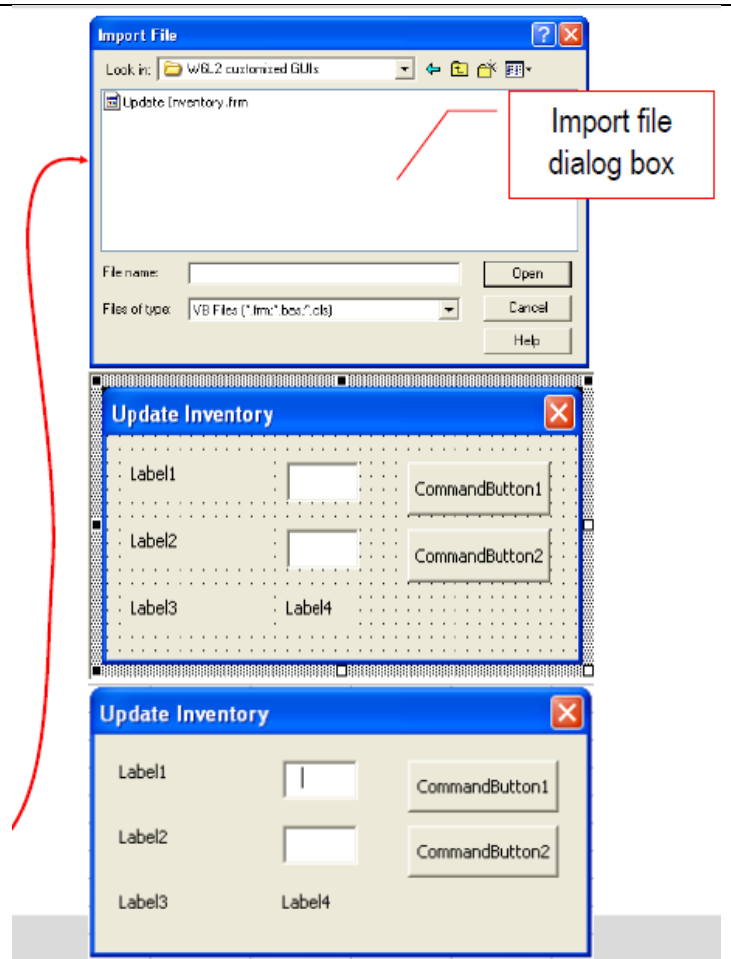 Import File
Look in: W6L2 customized GUIs
Update Inventory.frm
Import file
dialog box
File name:
Open
Files of type: VB Files (*.frm;*.bas;*.cls)
Cancel
Help
Update Inventory
Label1
CommandButton1
Label2
CommandButton2
Label3 Label4
Update Inventory
Label1
CommandButton1
Label2
CommandButton2
Label3 Label4